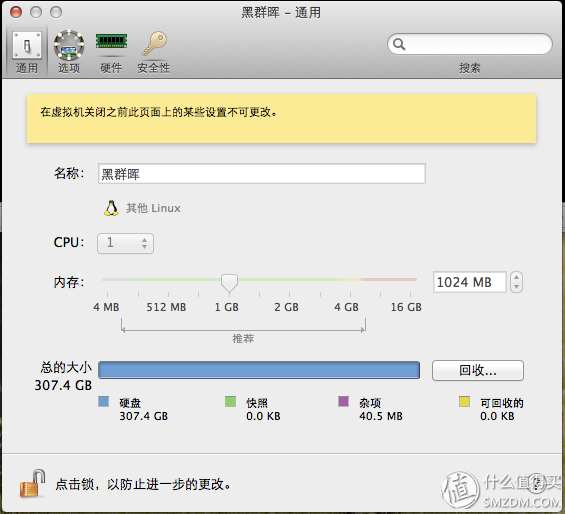 黑群晖 – 通用
通用
选项
硬件
安全性
搜索
在虚拟机关闭之前此页面上的某些设置不可更改。
名称: 黑群晖
其他 Linux
CPU: 1
内存: 1024 MB
4 MB 512 MB 1 GB 2 GB 4 GB 16 GB
推荐
总的大小
307.4 GB
回收...
硬盘
307.4 GB
快照
0.0 KB
杂项
40.5 MB
可回收的
0.0 KB
点击锁，以防止进一步的更改。
?
值 什么值得买
SMZDM.COM